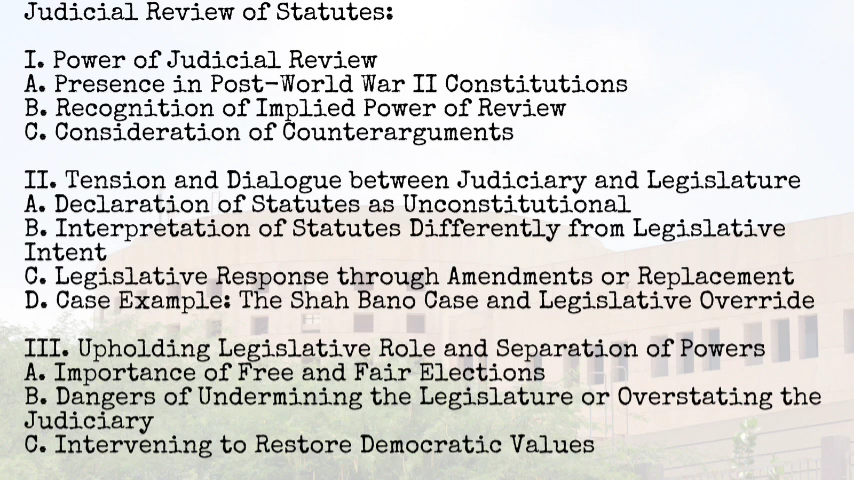 Judicial Review of Statutes:
I. Power of Judicial Review
A. Presence in Post-World War II Constitutions
B. Recognition of Implied Power of Review
C. Consideration of Counterarguments
II. Tension and Dialogue between Judiciary and Legislature
A. Declaration of Statutes as Unconstitutional
B. Interpretation of Statutes Differently from Legislative
Intent
C. Legislative Response through Amendments or Replacement
D. Case Example: The Shah Bano Case and Legislative Override
III. Upholding Legislative Role and Separation of Powers
A. Importance of Free and Fair Elections
B. Dangers of Undermining the Legislature or Overstating the
Judiciary
C. Intervening to Restore Democratic Values